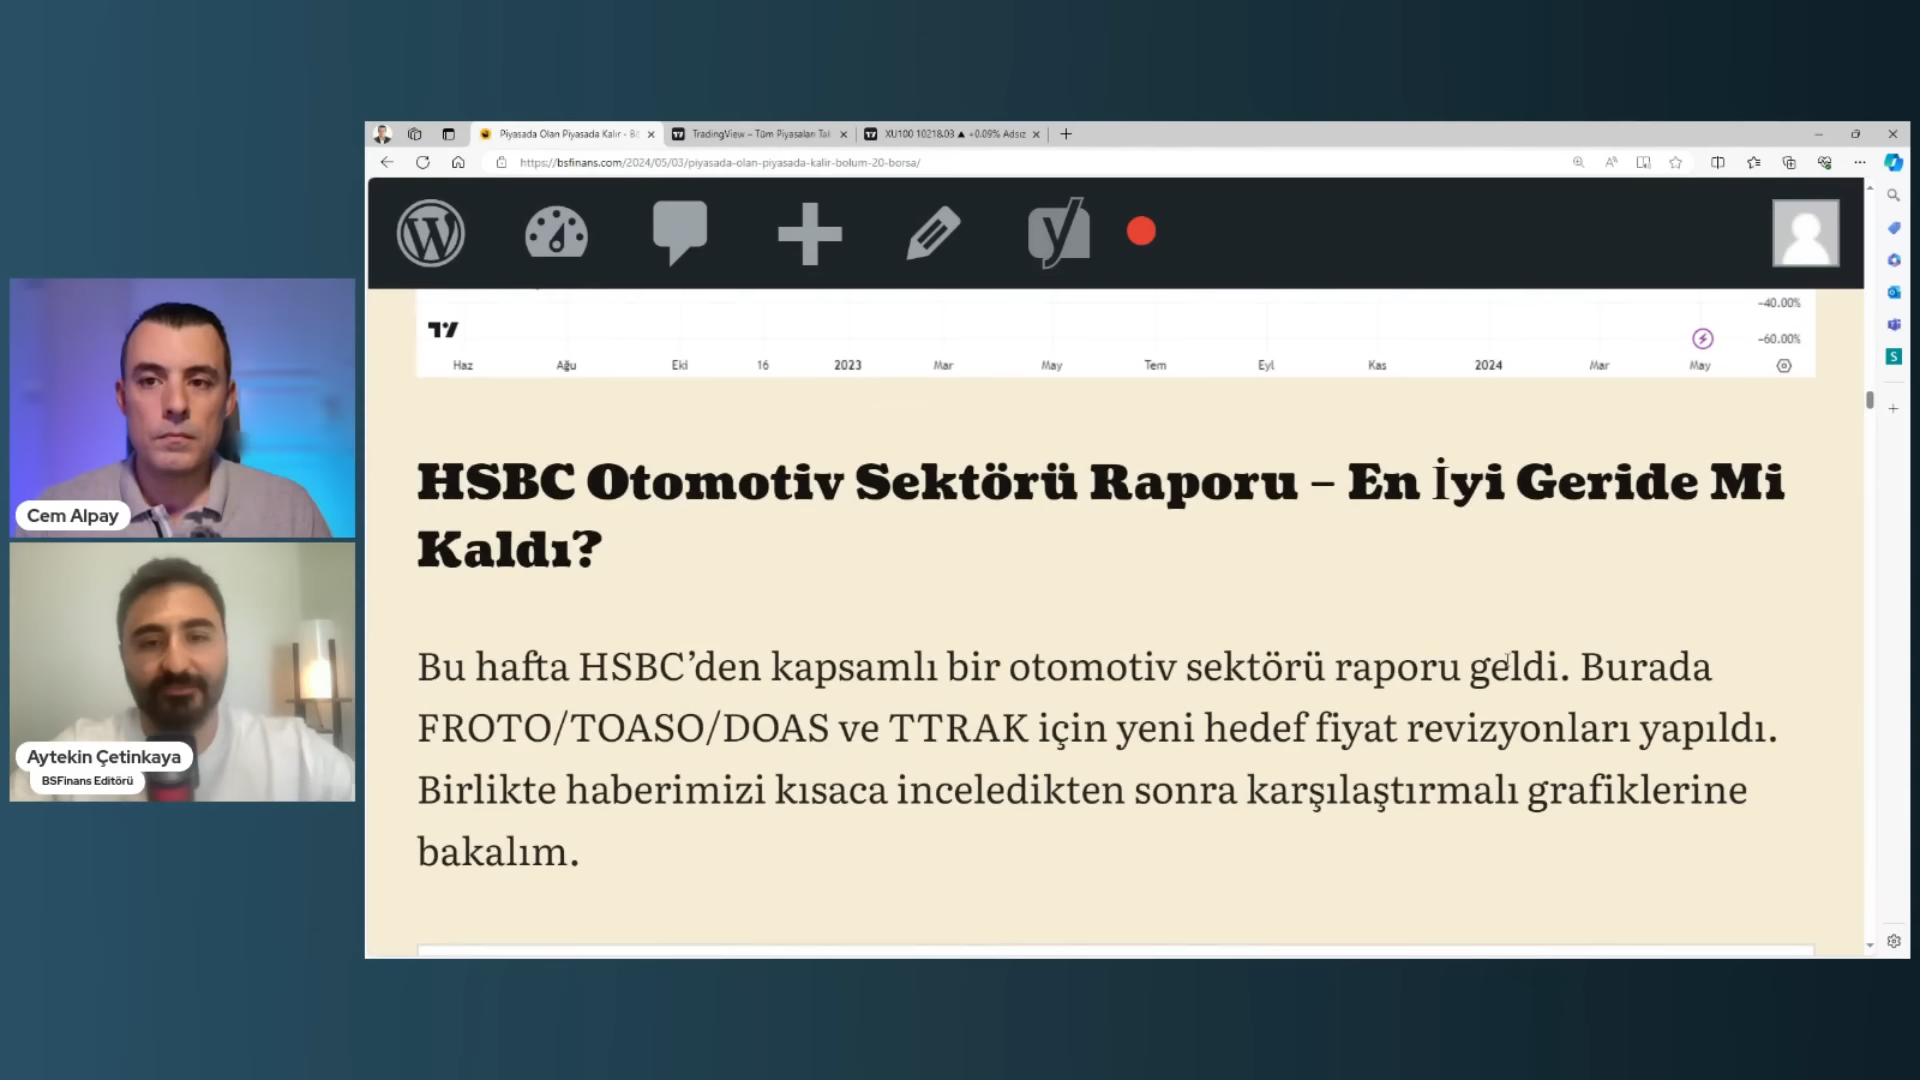 Piyasada Olan Piyasada Kalır - Bö
TradingView – Tüm Piyasaları Tak
XU100 10218.03 ▲ +0.09% Adsız
https://bsfinans.com/2024/05/03/piyasada-olan-piyasada-kalir-bolum-20-borsa/
-40.00%
-60.00%
Haz Ağu Eki 16 2023 Mar May Tem Eyl Kas 2024 Mar May
HSBC Otomotiv Sektörü Raporu – En İyi Geride Mi
Kaldı?
Bu hafta HSBC’den kapsamlı bir otomotiv sektörü raporu geldi. Burada
FROTO/TOASO/DOAS ve TTRAK için yeni hedef fiyat revizyonları yapıldı.
Birlikte haberimizi kısaca inceledikten sonra karşılaştırmalı grafiklerine
bakalım.
Cem Alpay
Aytekin Çetinkaya
BSFinans Editörü